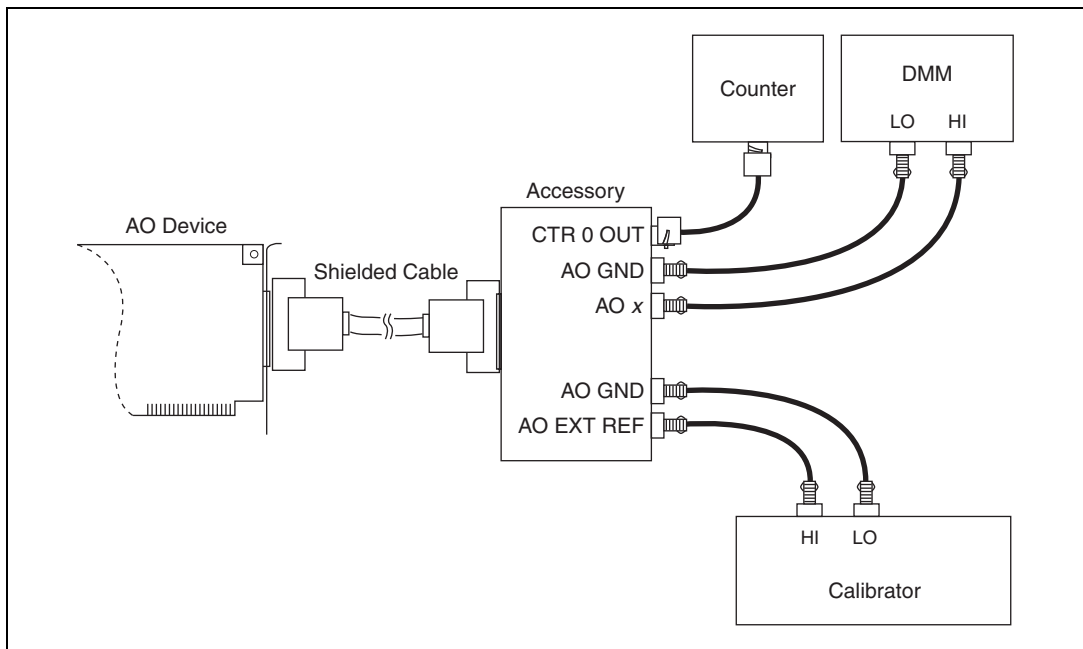 Counter
DMM
LO HI
Accessory
AO Device
CTR 0 OUT
Shielded Cable
AO GND
AO x
AO GND
AO EXT REF
HI LO
Calibrator